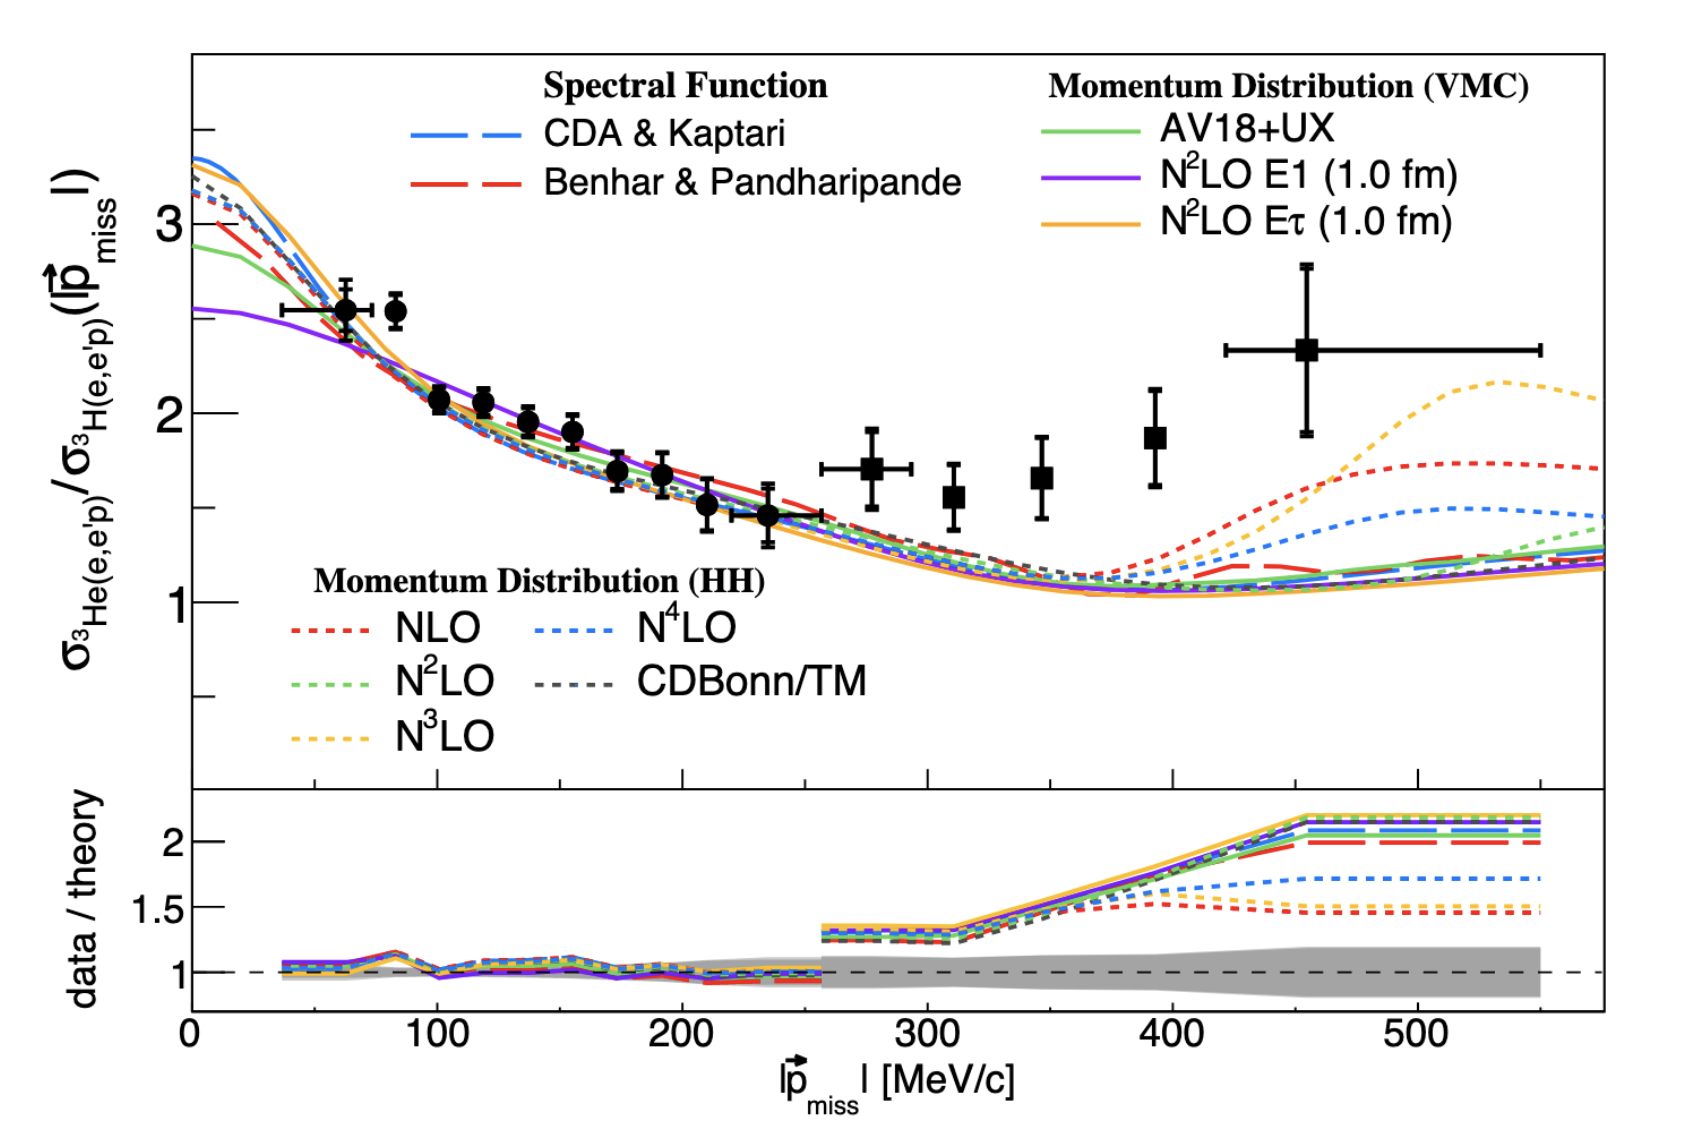 Spectral Function
CDA & Kaptari
Benhar & Pandharipande
Momentum Distribution (VMC)
AV18+UX
N²LO E1 (1.0 fm)
N²LO Eτ (1.0 fm)
σ³He(e,e'p)/σ³H(e,e'p)(|p⃗miss|)
3
2
1
Momentum Distribution (HH)
NLO
N²LO
N³LO
N⁴LO
CDBonn/TM
data / theory
2
1.5
1
0 100 200 300 400 500
|p⃗miss| [MeV/c]